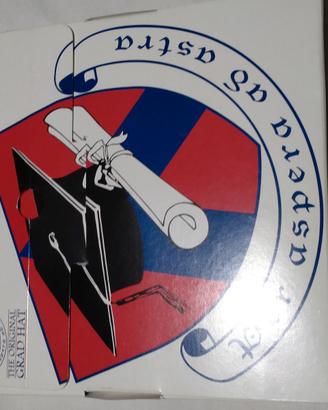 aspera ad astra
THE ORIGINAL
GRAD HAT